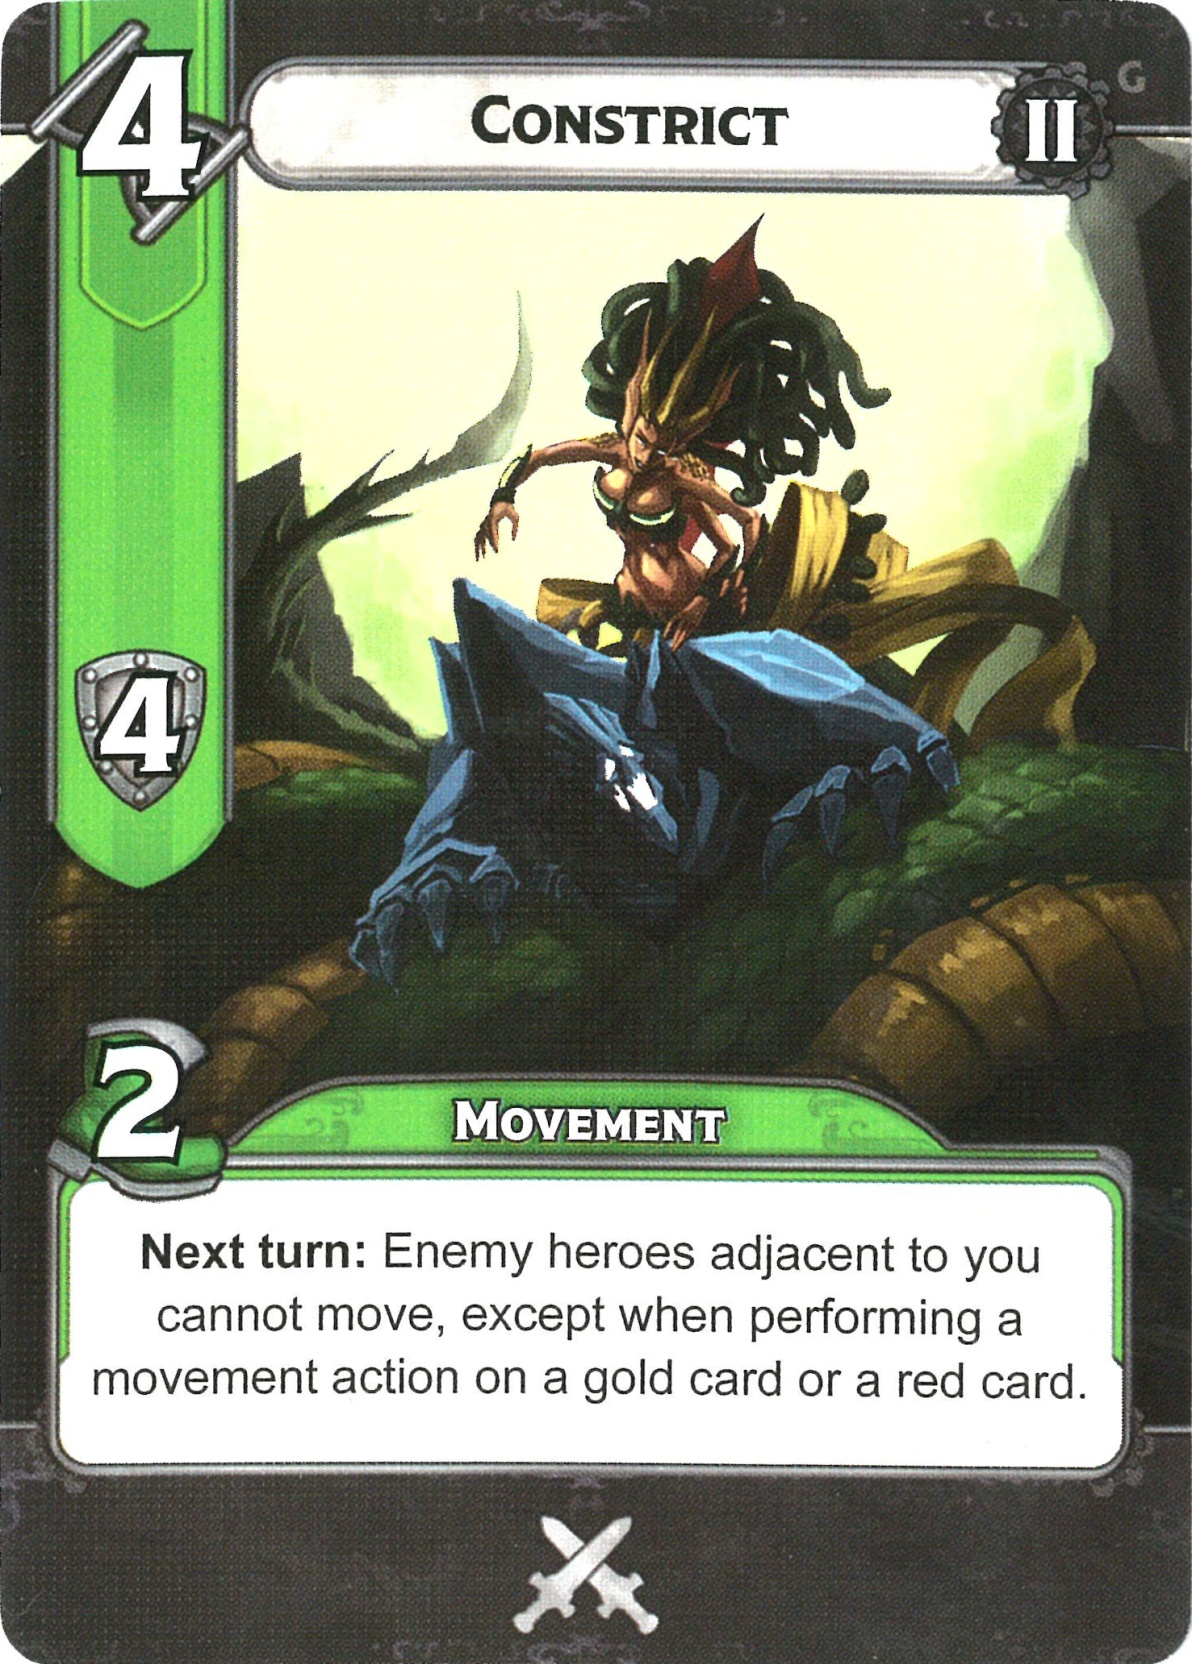 4
CONSTRICT
II
G
4
2
MOVEMENT
Next turn: Enemy heroes adjacent to you
cannot move, except when performing a
movement action on a gold card or a red card.